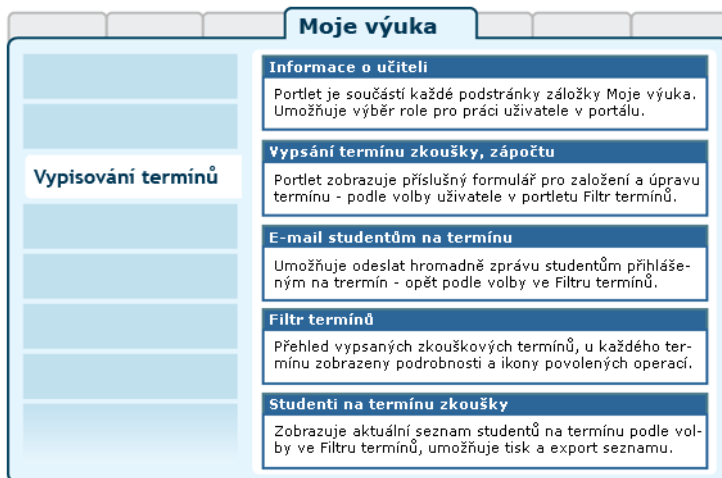 Moje výuka
Vypisování termínů
Informace o učiteli
Portlet je součástí každé podstránky záložky Moje výuka.
Umožňuje výběr role pro práci uživatele v portálu.
Vypsání termínu zkoušky, zápočtu
Portlet zobrazuje příslušný formulář pro založení a úpravu
termínu - podle volby uživatele v portletu Filtr termínů.
E-mail studentům na termínu
Umožňuje odeslat hromadně zprávu studentům přihláše-
ným na trermín - opět podle volby ve Filtru termínů.
Filtr termínů
Přehled vypsaných zkouškových termínů, u každého ter-
mínu zobrazeny podrobnosti a ikony povolených operací.
Studenti na termínu zkoušky
Zobrazuje aktuální seznam studentů na termínu podle vol-
by ve Filtru termínů, umožňuje tisk a export seznamu.